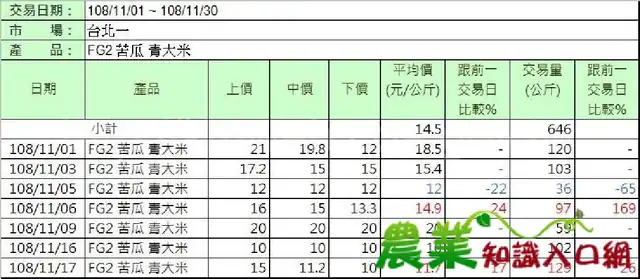 交易日期： 108/11/01 ~ 108/11/30
市 場： 台北一
產 品： FG2 苦瓜 青大米
日期 產品 上價 中價 下價 平均價 (元/公斤) 跟前一交易日比較% 交易量 (公斤) 跟前一交易日比較%
小計 14.5 646
108/11/01 FG2 苦瓜 青大米 21 19.8 12 18.5 - 120 -
108/11/03 FG2 苦瓜 青大米 17.2 15 15 15.4 - 103 -
108/11/05 FG2 苦瓜 青大米 12 12 12 12 -22 36 -65
108/11/06 FG2 苦瓜 青大米 16 15 13.3 14.9 24 97 169
108/11/09 FG2 苦瓜 青大米 20 20 20 - 59 -
108/11/16 FG2 苦瓜 青大米 10 10 10 102
108/11/17 FG2 苦瓜 青大米 15 11.2 10 11.7 17 129
農業知識入口網